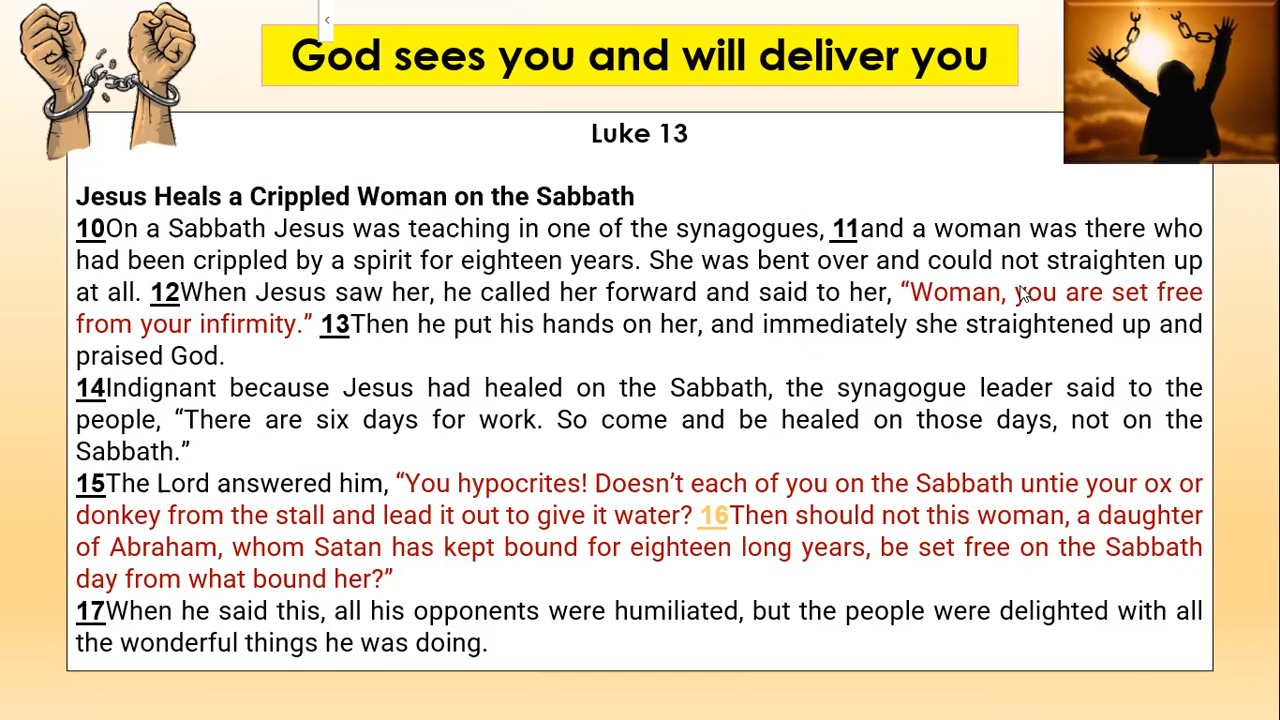 God sees you and will deliver you
Luke 13
Jesus Heals a Crippled Woman on the Sabbath
10On a Sabbath Jesus was teaching in one of the synagogues, 11and a woman was there who
had been crippled by a spirit for eighteen years. She was bent over and could not straighten up
at all. 12When Jesus saw her, he called her forward and said to her, “Woman, you are set free
from your infirmity.” 13Then he put his hands on her, and immediately she straightened up and
praised God.
14Indignant because Jesus had healed on the Sabbath, the synagogue leader said to the
people, “There are six days for work. So come and be healed on those days, not on the
Sabbath.”
15The Lord answered him, “You hypocrites! Doesn’t each of you on the Sabbath untie your ox or
donkey from the stall and lead it out to give it water? 16Then should not this woman, a daughter
of Abraham, whom Satan has kept bound for eighteen long years, be set free on the Sabbath
day from what bound her?”
17When he said this, all his opponents were humiliated, but the people were delighted with all
the wonderful things he was doing.